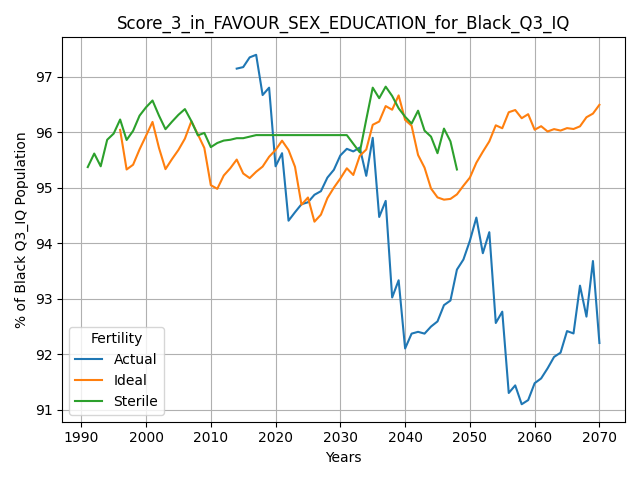 Score_3_in_FAVOUR_SEX_EDUCATION_for_Black_Q3_IQ
% of Black Q3_IQ Population
97
96
95
94
93
92
91
Fertility
Actual
Ideal
Sterile
1990 2000 2010 2020 2030 2040 2050 2060 2070
Years